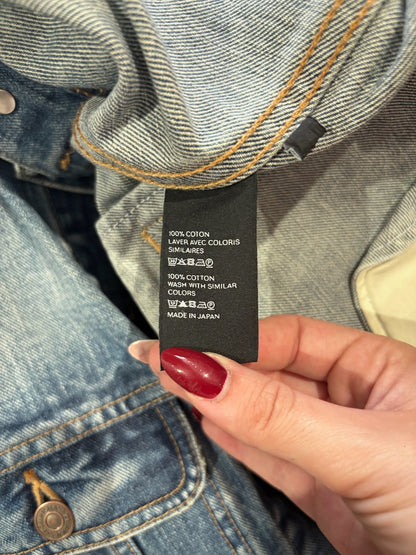 100% COTON
LAVER AVEC COLORIS
SIMILAIRES
100% COTTON
WASH WITH SIMILAR
COLORS
MADE IN JAPAN